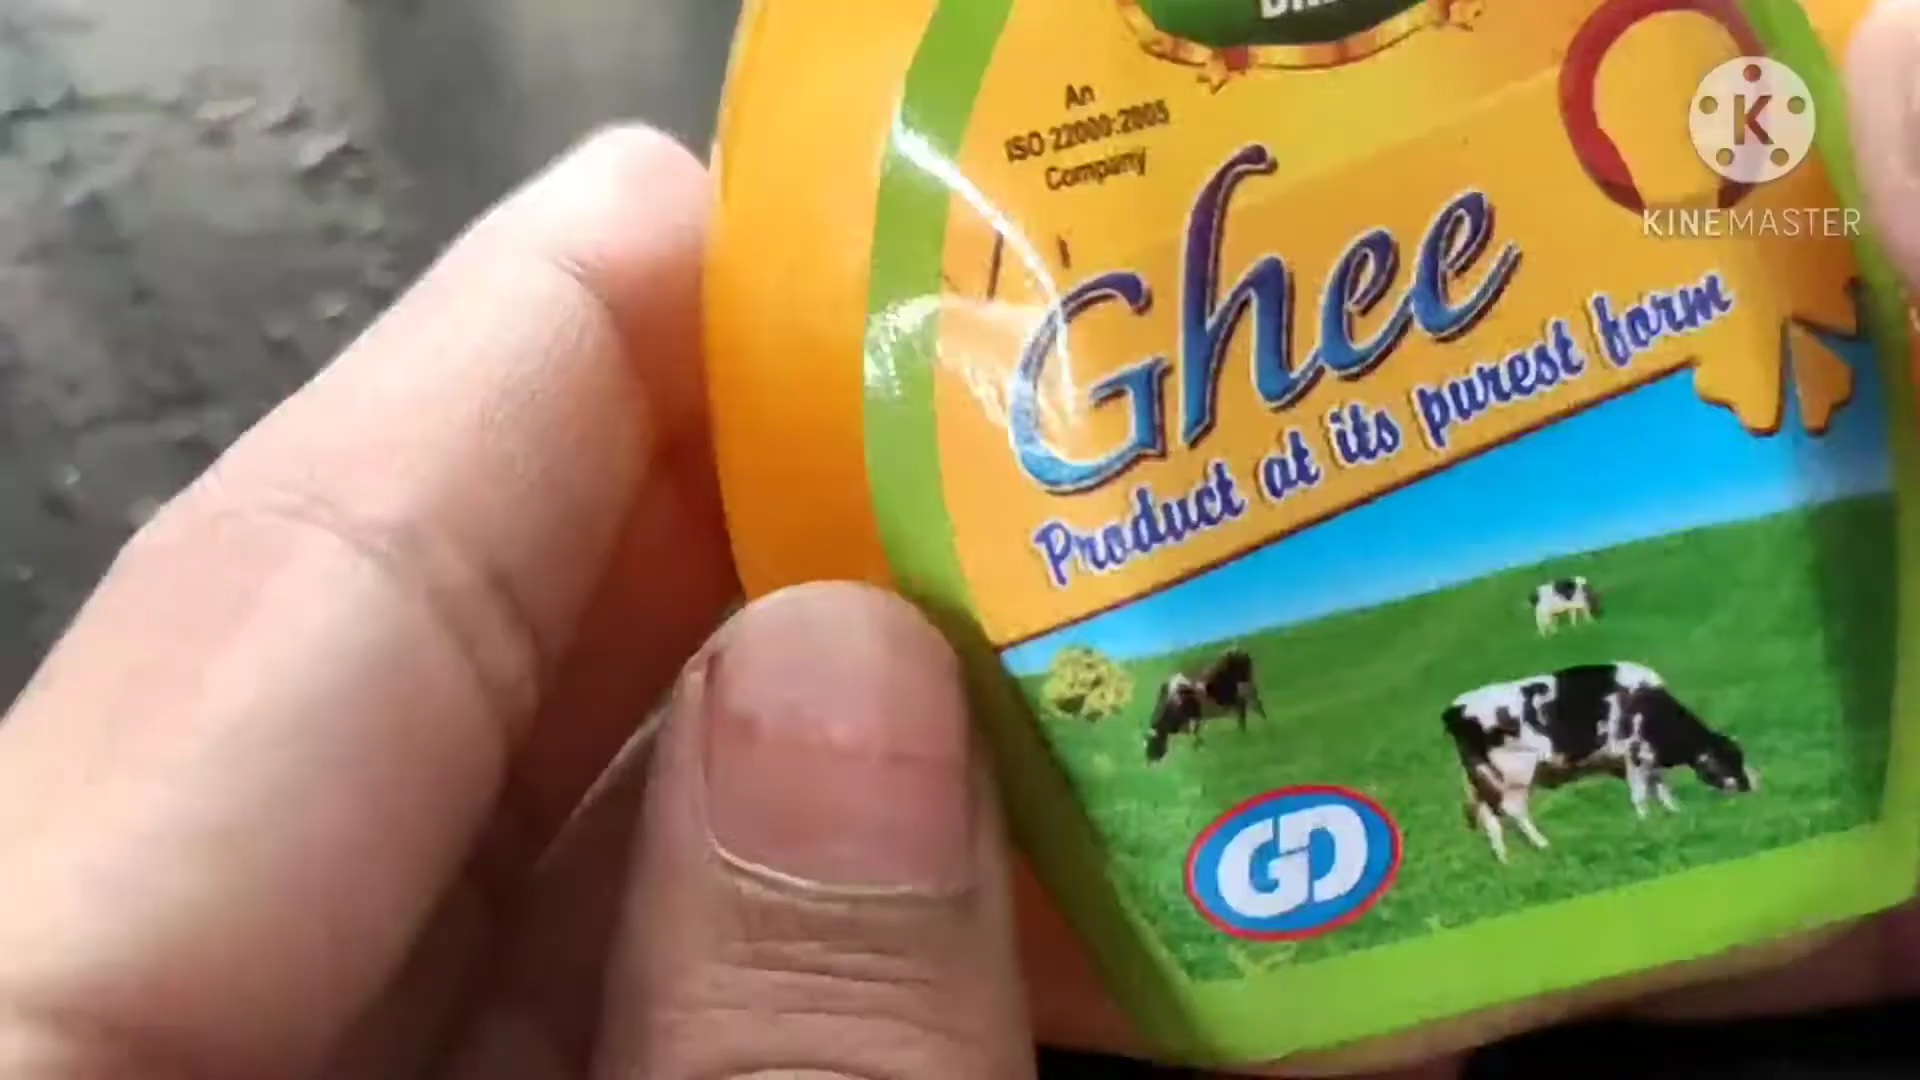 An
ISO 22000:2005
Company
K
KINEMASTER
Ghee
Product at its purest form
GD